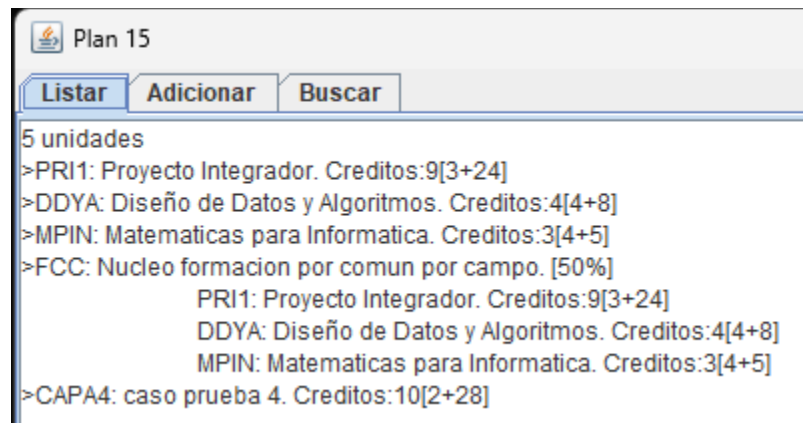 Plan 15
Listar Adicionar Buscar
5 unidades
>PRI1: Proyecto Integrador. Creditos:9[3+24]
>DDYA: Diseño de Datos y Algoritmos. Creditos:4[4+8]
>MPIN: Matematicas para Informatica. Creditos:3[4+5]
>FCC: Nucleo formacion por comun por campo. [50%]
PRI1: Proyecto Integrador. Creditos:9[3+24]
DDYA: Diseño de Datos y Algoritmos. Creditos:4[4+8]
MPIN: Matematicas para Informatica. Creditos:3[4+5]
>CAPA4: caso prueba 4. Creditos:10[2+28]